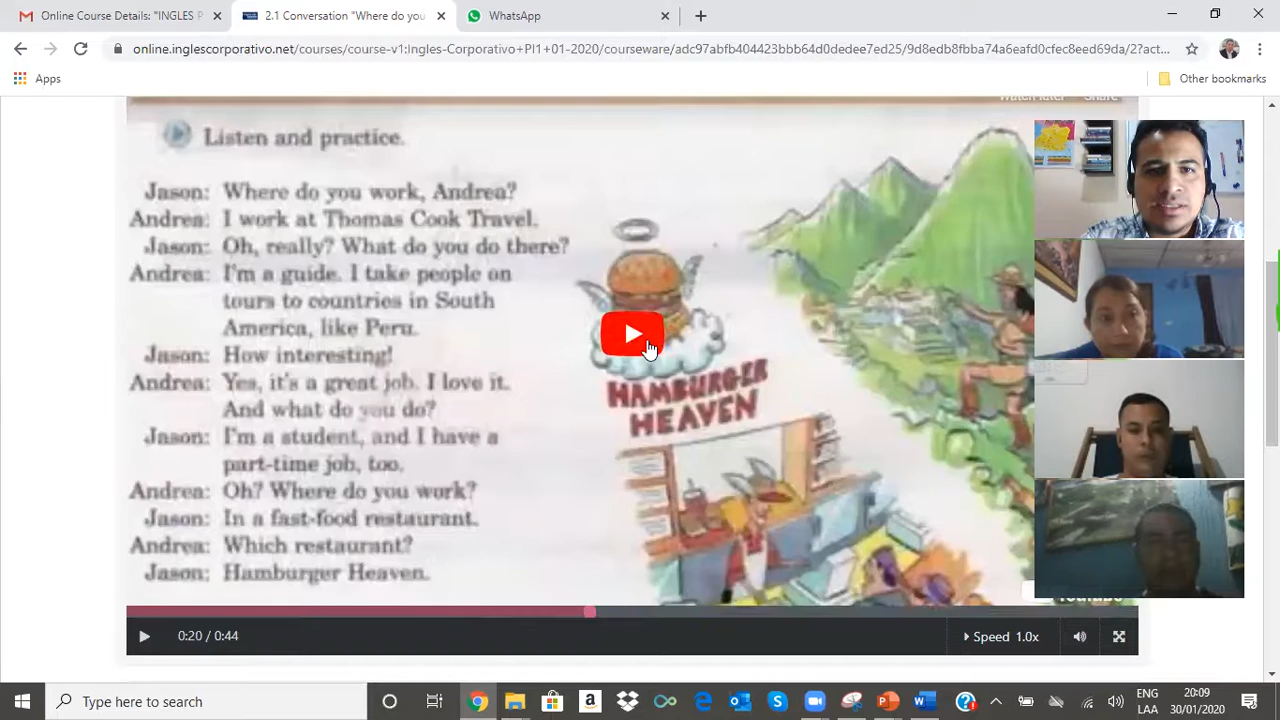 Online Course Details: "INGLES P
2.1 Conversation "Where do you
WhatsApp
online.inglescorporativo.net/courses/course-v1:Ingles-Corporativo+PI1+01-2020/courseware/adc97abfb404423bbb64d0dedee7ed25/9d8edb8fbba74a6eafd0cfec8eed69da/2?act...
Apps
Other bookmarks
Watch later Share
Listen and practice.
Jason: Where do you work, Andrea?
Andrea: I work at Thomas Cook Travel.
Jason: Oh, really? What do you do there?
Andrea: I'm a guide. I take people on
tours to countries in South
America, like Peru.
Jason: How interesting!
Andrea: Yes, it's a great job. I love it.
And what do you do?
Jason: I'm a student, and I have a
part-time job, too.
Andrea: Oh? Where do you work?
Jason: In a fast-food restaurant.
Andrea: Which restaurant?
Jason: Hamburger Heaven.
HAMBURGER
HEAVEN
YouTube
0:20 / 0:44
Speed 1.0x
Type here to search
ENG
LAA
20:09
30/01/2020